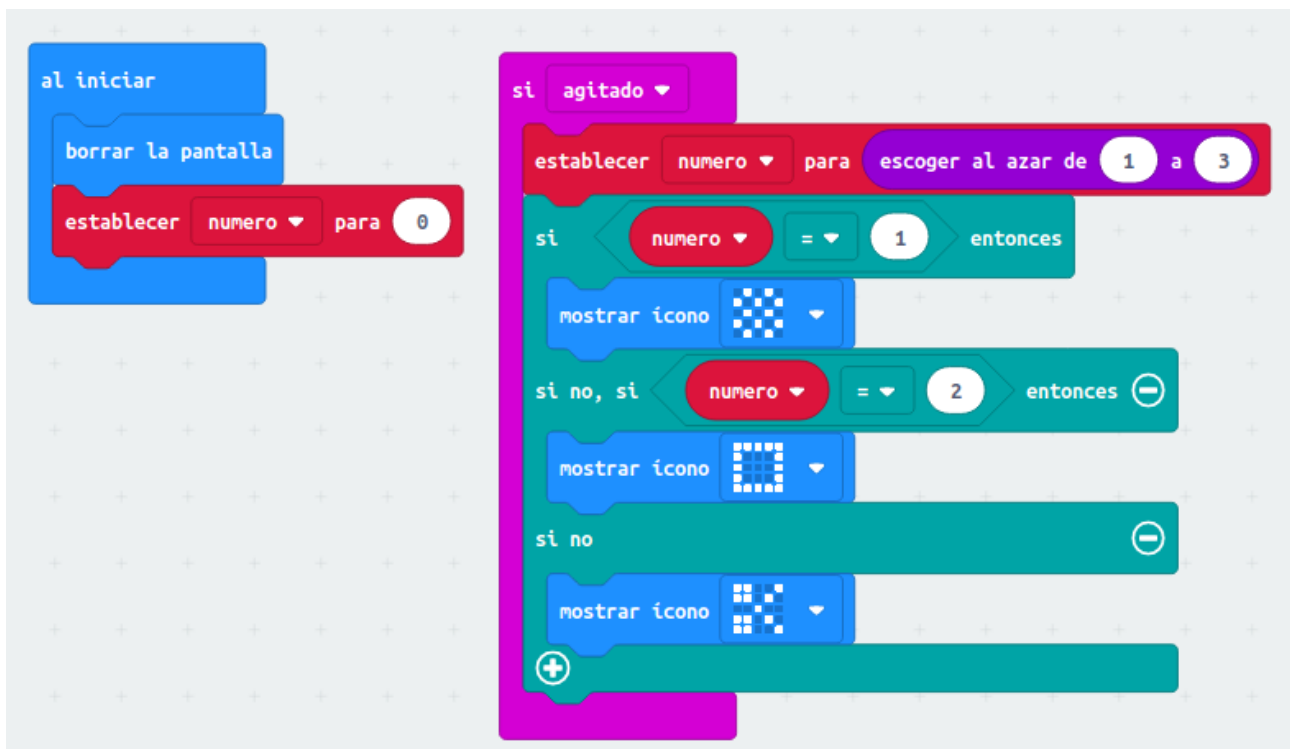 al iniciar
borrar la pantalla
establecer numero para 0
si agitado
establecer numero para escoger al azar de 1 a 3
si numero = 1 entonces
mostrar ícono
si no, si numero = 2 entonces
mostrar ícono
si no
mostrar ícono